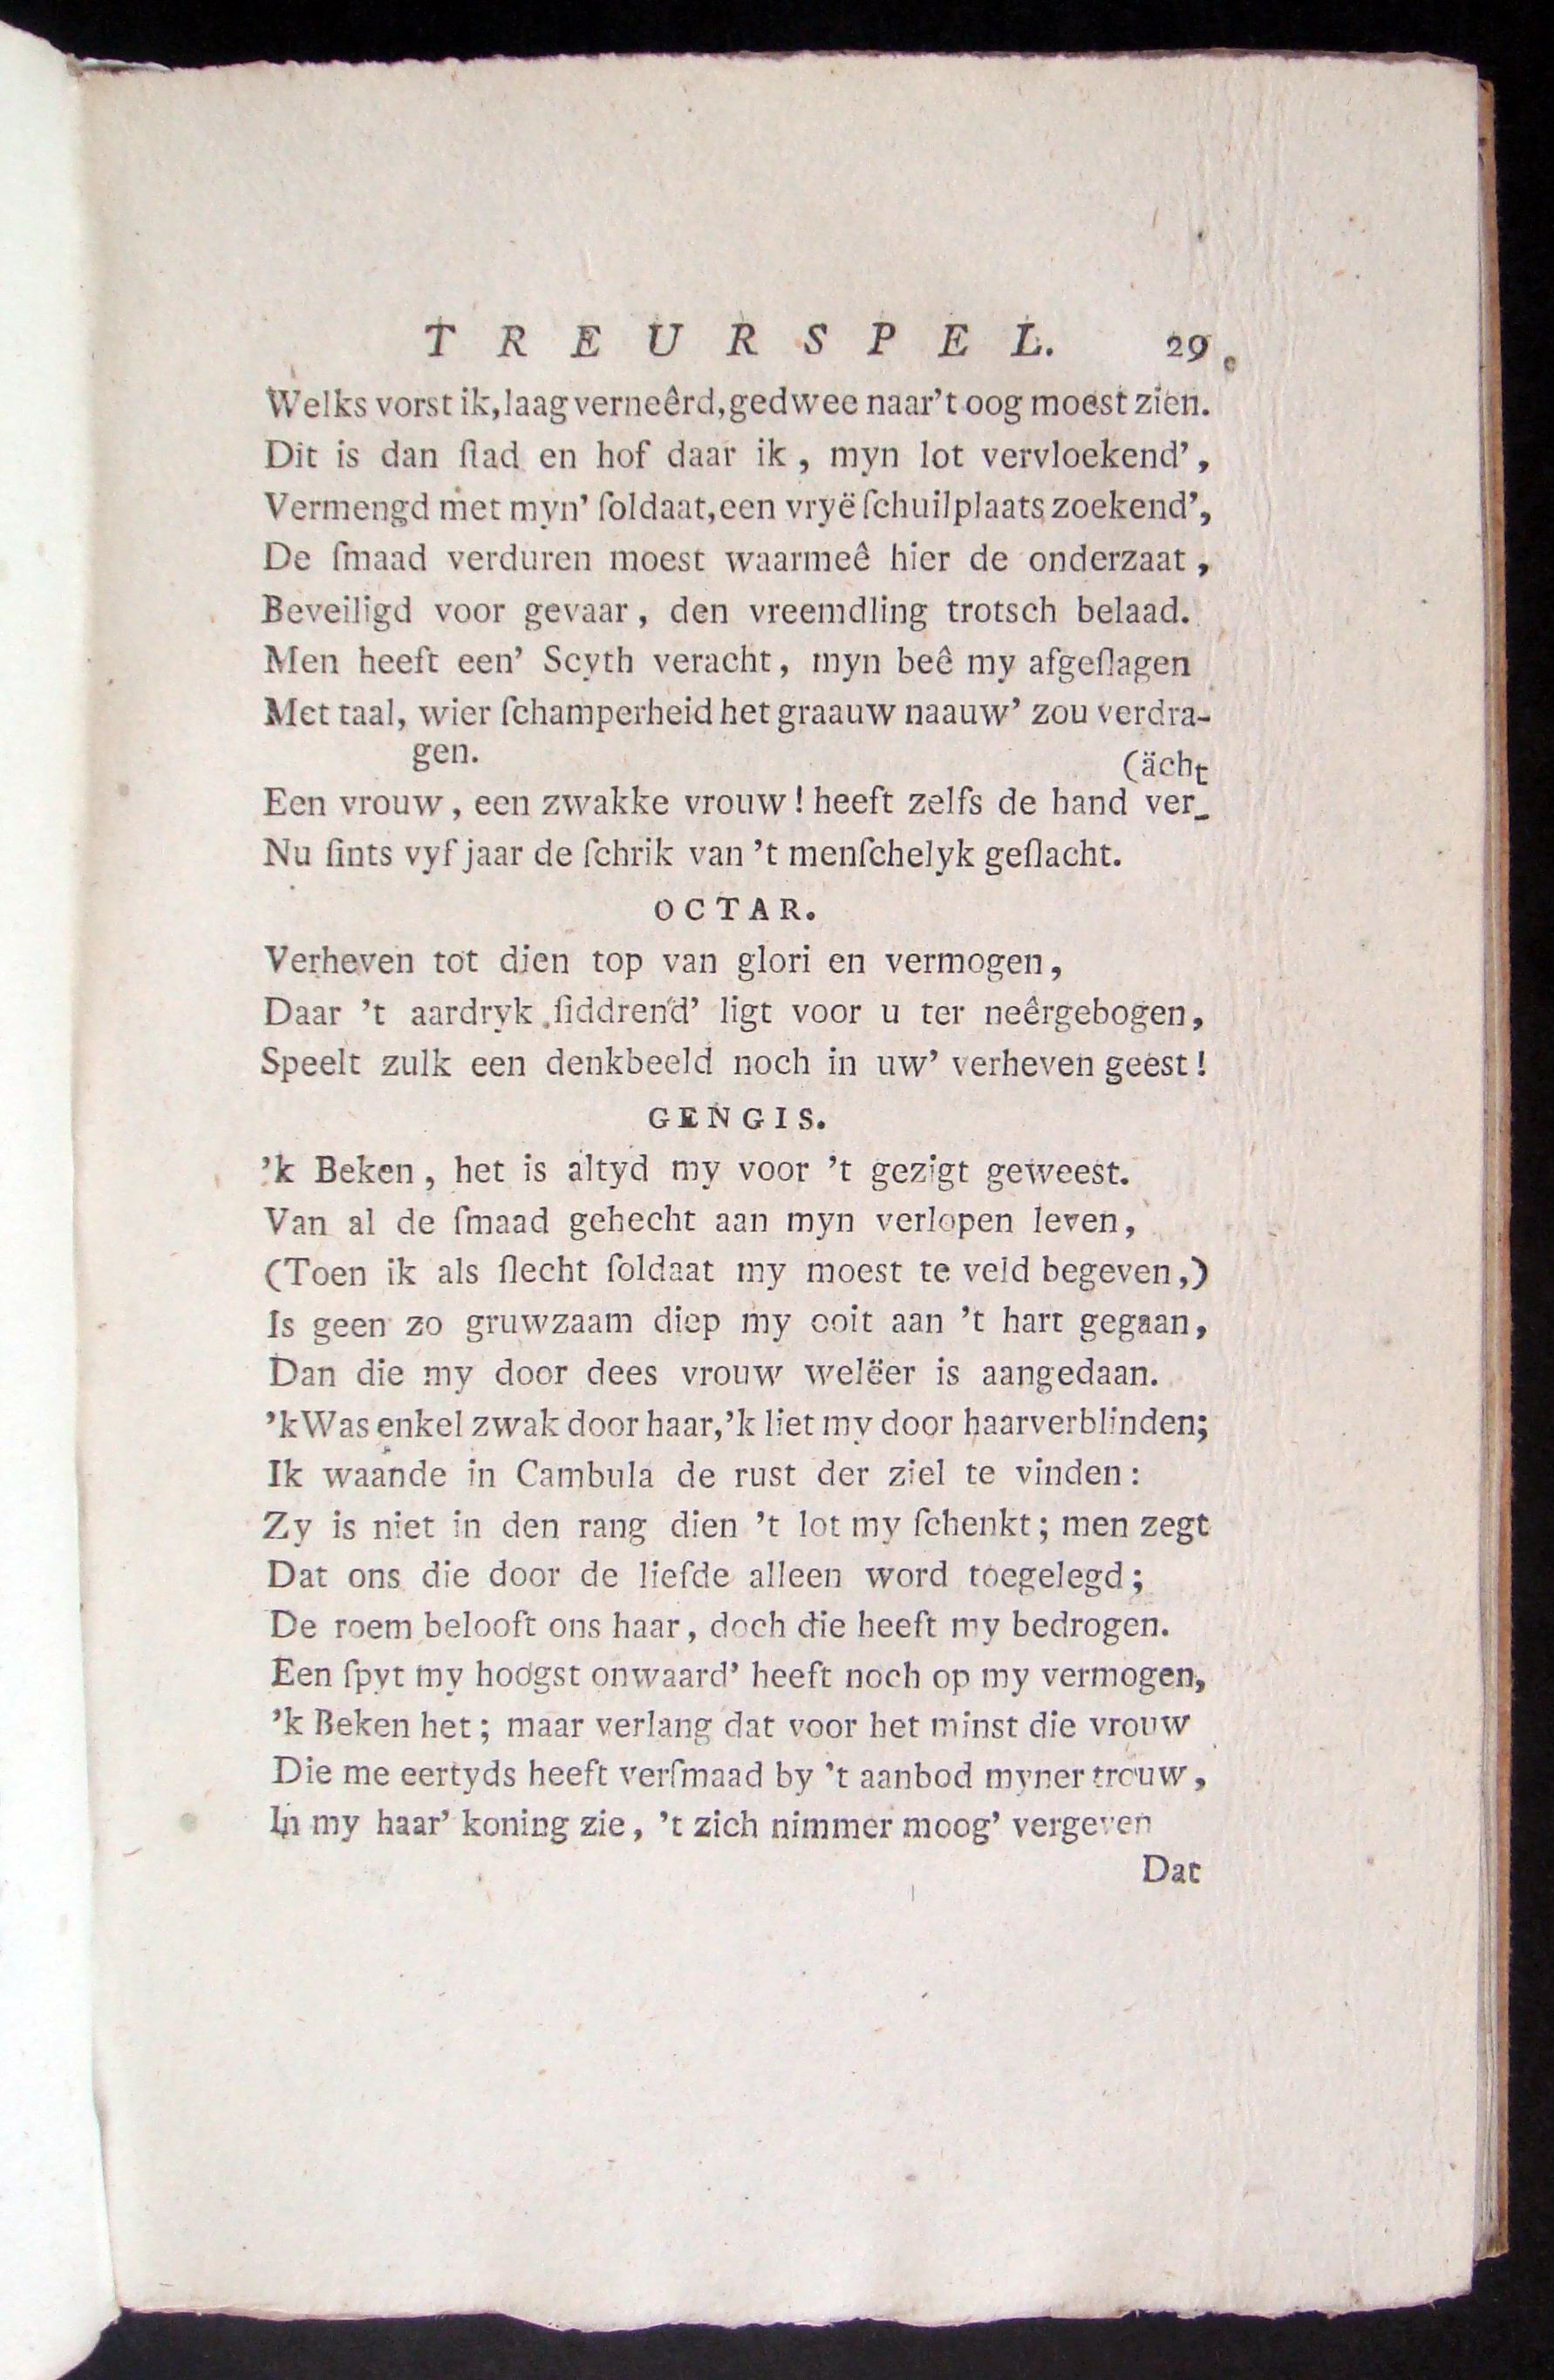 TREURSPEL. 29
Welks vorst ik, laag verneêrd, gedwee naar 't oog moest zien.
Dit is dan ſtad en hof daar ik, myn lot vervloekend',
Vermengd met myn' ſoldaat, een vryë ſchuilplaats zoekend',
De ſmaad verduren moest waarmeê hier de onderzaat,
Beveiligd voor gevaar, den vreemdling trotsch belaad.
Men heeft een' Scyth veracht, myn beê my afgeſlagen
Met taal, wier ſchamperheid het graauw naauw' zou verdra-
gen. (ächt
Een vrouw, een zwakke vrouw! heeft zelfs de hand ver-
Nu ſints vyf jaar de ſchrik van 't menſchelyk geſlacht.
OCTAR.
Verheven tot dien top van glori en vermogen,
Daar 't aardryk ſiddrend' ligt voor u ter neêrgebogen,
Speelt zulk een denkbeeld noch in uw' verheven geest!
GENGIS.
'k Beken, het is altyd my voor 't gezigt geweest.
Van al de ſmaad gehecht aan myn verlopen leven,
(Toen ik als ſlecht ſoldaat my moest te veld begeven,)
Is geen zo gruwzaam diep my ooit aan 't hart gegaan,
Dan die my door dees vrouw weleër is aangedaan.
'k Was enkel zwak door haar, 'k liet my door haar verblinden;
Ik waande in Cambula de rust der ziel te vinden:
Zy is niet in den rang dien 't lot my ſchenkt; men zegt
Dat ons die door de liefde alleen word toegelegd;
De roem belooft ons haar, doch die heeft my bedrogen.
Een ſpyt my hoogst onwaard' heeft noch op my vermogen,
'k Beken het; maar verlang dat voor het minst die vrouw
Die me eertyds heeft verſmaad by 't aanbod myner trouw,
In my haar' koning zie, 't zich nimmer moog' vergeven
Dat